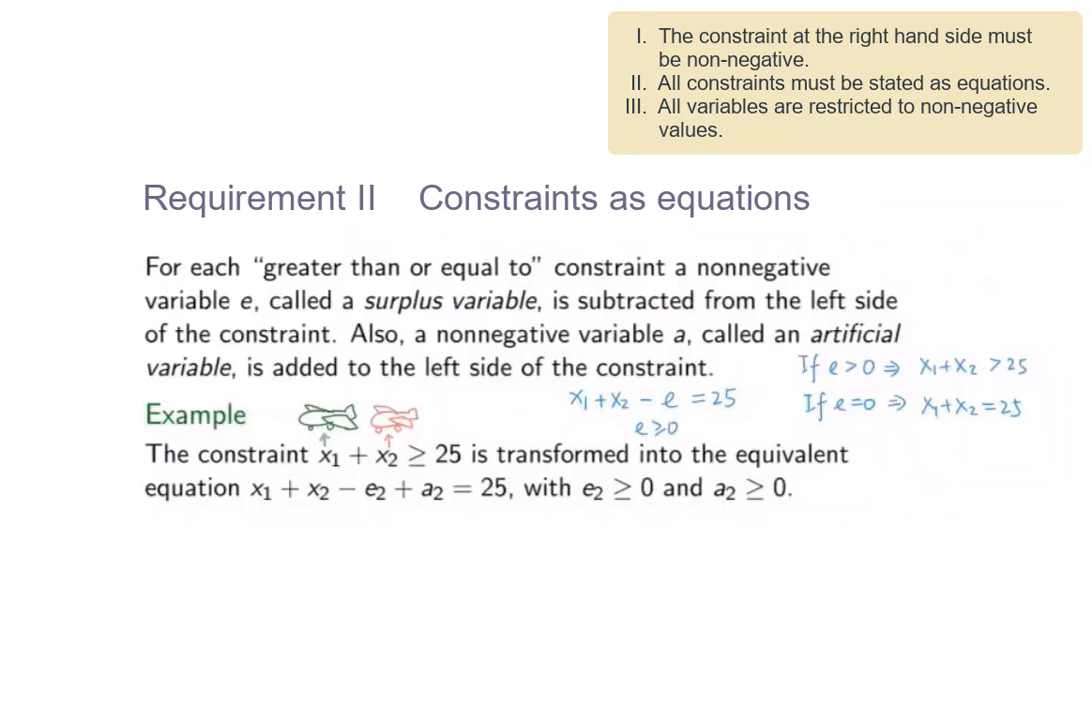 I. The constraint at the right hand side must
be non-negative.
II. All constraints must be stated as equations.
III. All variables are restricted to non-negative
values.
Requirement II Constraints as equations
For each “greater than or equal to” constraint a nonnegative
variable e, called a surplus variable, is subtracted from the left side
of the constraint. Also, a nonnegative variable a, called an artificial
variable, is added to the left side of the constraint.
If e>0 ⇒ x₁+x₂ >25
x₁+x₂ − e =25
If e=0 ⇒ x₁+x₂=25
e≥0
Example
The constraint x₁ + x₂ ≥ 25 is transformed into the equivalent
equation x₁ + x₂ − e₂ + a₂ = 25, with e₂ ≥ 0 and a₂ ≥ 0.